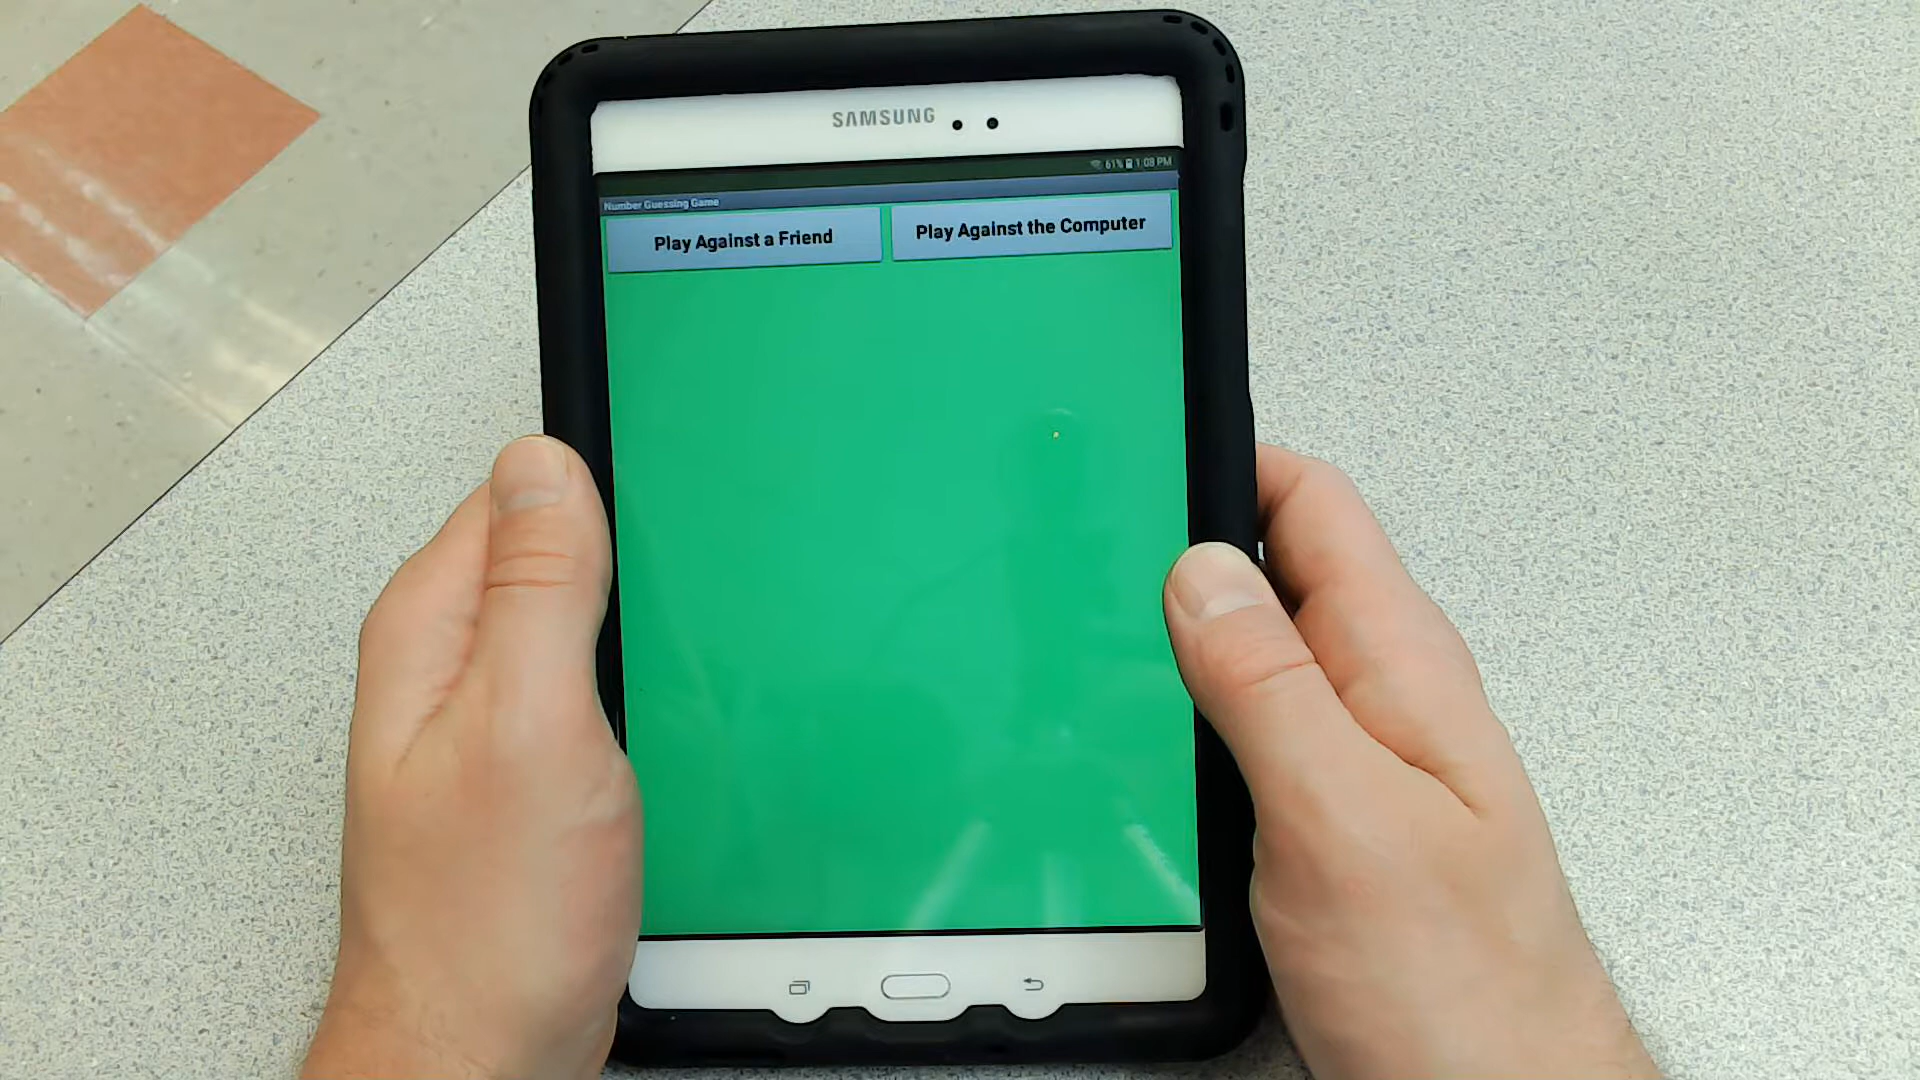 SAMSUNG
61% 1:08 PM
Number Guessing Game
Play Against a Friend
Play Against the Computer